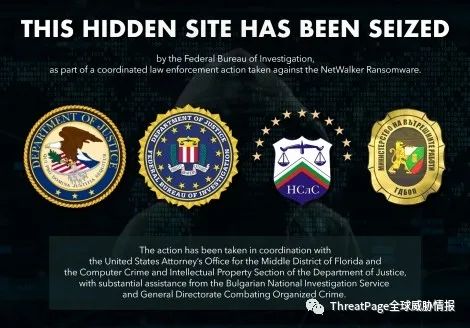 THIS HIDDEN SITE HAS BEEN SEIZED
by the Federal Bureau of Investigation,
as part of a coordinated law enforcement action taken against the NetWalker Ransomware.
DEPARTMENT OF JUSTICE
DEPARTMENT OF JUSTICE
FEDERAL BUREAU OF INVESTIGATION
НСлС
МИНИСТЕРСТВО НА ВЪТРЕШНИТЕ РАБОТИ
ГДБОП
The action has been taken in coordination with
the United States Attorney's Office for the Middle District of Florida and
the Computer Crime and Intellectual Property Section of the Department of Justice,
with substantial assistance from the Bulgarian National Investigation Service
and General Directorate Combating Organized Crime.
ThreatPage全球威胁情报